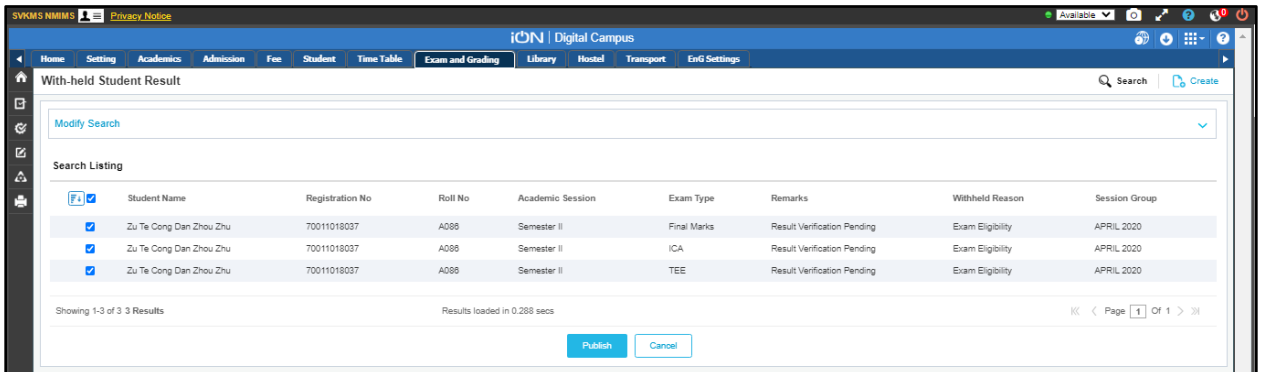 SVKMS NMIMS Privacy Notice Available 0
iON | Digital Campus
Home Setting Academics Admission Fee Student Time Table Exam and Grading Library Hostel Transport EnG Settings
With-held Student Result Search Create
Modify Search
Search Listing
Student Name Registration No Roll No Academic Session Exam Type Remarks Withheld Reason Session Group
Zu Te Cong Dan Zhou Zhu 70011018037 A086 Semester II Final Marks Result Verification Pending Exam Eligibility APRIL 2020
Zu Te Cong Dan Zhou Zhu 70011018037 A086 Semester II ICA Result Verification Pending Exam Eligibility APRIL 2020
Zu Te Cong Dan Zhou Zhu 70011018037 A086 Semester II TEE Result Verification Pending Exam Eligibility APRIL 2020
Showing 1-3 of 3 3 Results Results loaded in 0.288 secs Page 1 Of 1
Publish Cancel